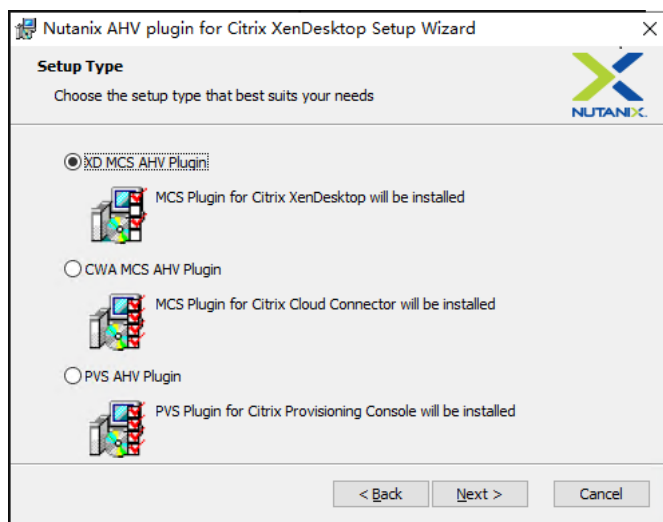 Nutanix AHV plugin for Citrix XenDesktop Setup Wizard
Setup Type
Choose the setup type that best suits your needs
NUTANIX.
XD MCS AHV Plugin
MCS Plugin for Citrix XenDesktop will be installed
CWA MCS AHV Plugin
MCS Plugin for Citrix Cloud Connector will be installed
PVS AHV Plugin
PVS Plugin for Citrix Provisioning Console will be installed
< Back Next > Cancel